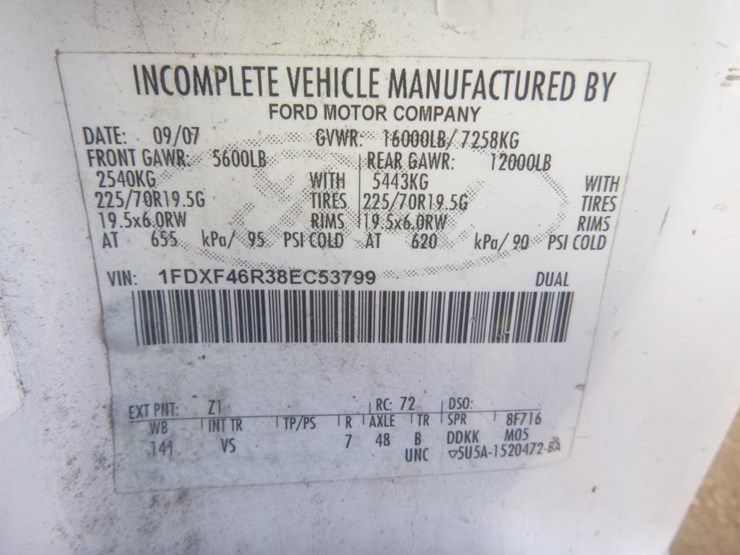 INCOMPLETE VEHICLE MANUFACTURED BY
FORD MOTOR COMPANY
DATE: 09/07 GVWR: 16000LB/ 7258KG
FRONT GAWR: 5600LB REAR GAWR: 12000LB
2540KG WITH 5443KG WITH
225/70R19.5G TIRES 225/70R19.5G TIRES
19.5x6.0RW RIMS 19.5x6.0RW RIMS
AT 655 kPa/ 95 PSI COLD AT 620 kPa/ 90 PSI COLD
VIN: 1FDXF46R38EC53799 DUAL
EXT PNT: Z1 RC: 72 DSO:
WB INT TR TP/PS R AXLE TR SPR 8F716
141 VS 7 48 B DDKK M05
UNC 5U5A-1520472-BA